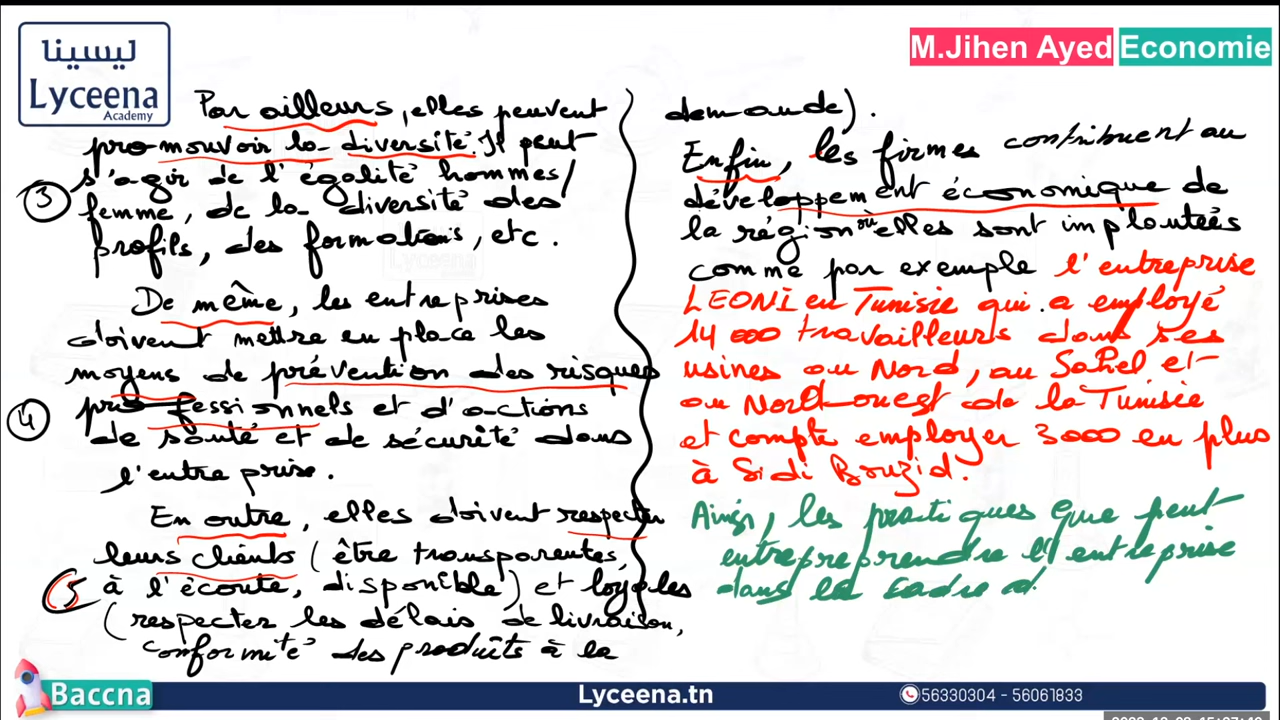 ليسينا
Lyceena
Academy
M.Jihen Ayed Economie
Par ailleurs, elles peuvent
promouvoir la diversité. Il peut
s'agir de l'égalité hommes/
3
femme, de la diversité des
profils, des formations, etc.
De même, les entreprises
doivent mettre en place les
moyens de prévention des risques
4
professionnels et d'actions
de santé et de sécurité dans
l'entreprise.
En outre, elles doivent respecter
leurs clients (être transparentes,
5
à l'écoute, disponible) et loyales
(respecter les délais de livraison,
conformité des produits à la
demande).
Enfin, les firmes contribuent au
développement économique de
la région où elles sont implantées
comme par exemple l'entreprise
LEONI en Tunisie qui a employé
14 000 travailleurs dans ses
usines au Nord, au Sahel et
au Nord-ouest de la Tunisie
et compte employer 3000 en plus
à Sidi Bouzid.
Ainsi, les pratiques que peut
entrepreprendre l'entreprise
dans le cadre d
Baccna
Lyceena.tn
56330304 - 56061833